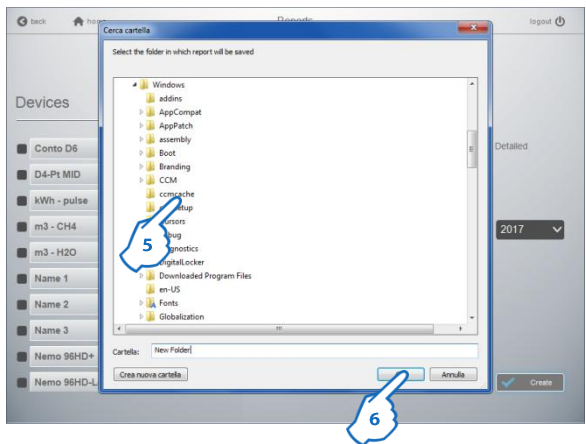 back home Reports logout
Cerca cartella
Select the folder in which report will be saved
Windows
addins
AppCompat
AppPatch
assembly
Boot
Branding
CCM
ccmcache
DigitalLocker
Downloaded Program Files
en-US
Fonts
Globalization
Cartella: New Folder
Crea nuova cartella
Annulla
Devices
Conto D6
D4-Pt MID
kWh - pulse
m3 - CH4
m3 - H2O
Name 1
Name 2
Name 3
Nemo 96HD+
Nemo 96HD-L
Detailed
2017
Create
5
6